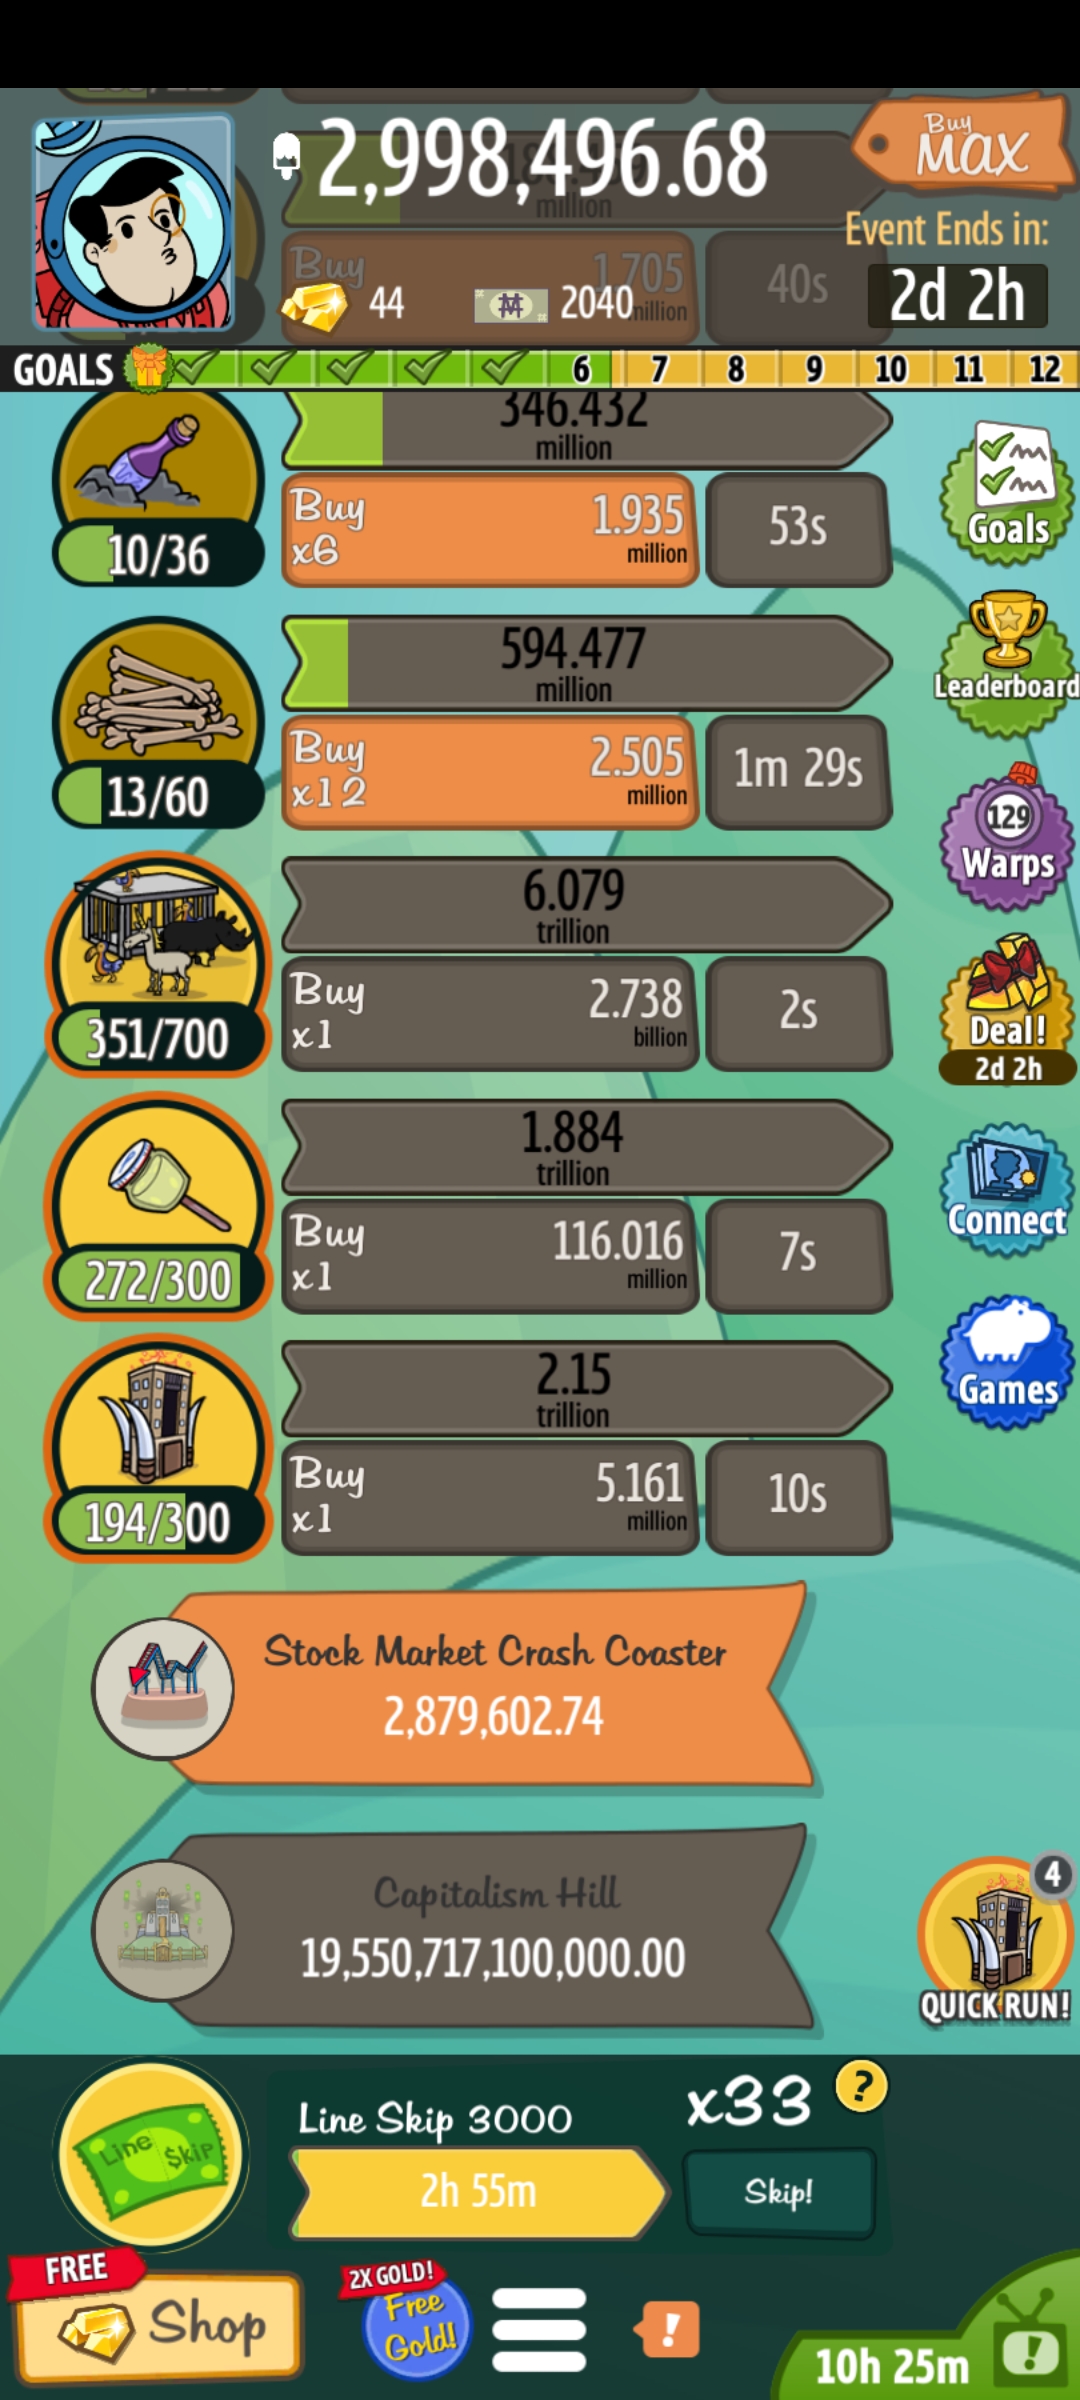 2,998,496.68
Buy
MAX
million
Event Ends in:
Buy
1.705
million
40s
44
2040
2d 2h
GOALS
6
7
8
9
10
11
12
346.432
million
Buy
x6
1.935
million
53s
10/36
Goals
594.477
million
Leaderboard
Buy
x12
2.505
million
1m 29s
13/60
129
Warps
6.079
trillion
Buy
x1
2.738
billion
2s
351/700
Deal!
2d 2h
1.884
trillion
Buy
x1
116.016
million
7s
272/300
Connect
2.15
trillion
Games
Buy
x1
5.161
million
10s
194/300
Stock Market Crash Coaster
2,879,602.74
Capitalism Hill
19,550,717,100,000.00
4
QUICK RUN!
Line Skip
Line Skip 3000
x33
?
2h 55m
Skip!
FREE
Shop
2X GOLD!
Free
Gold!
!
10h 25m
!